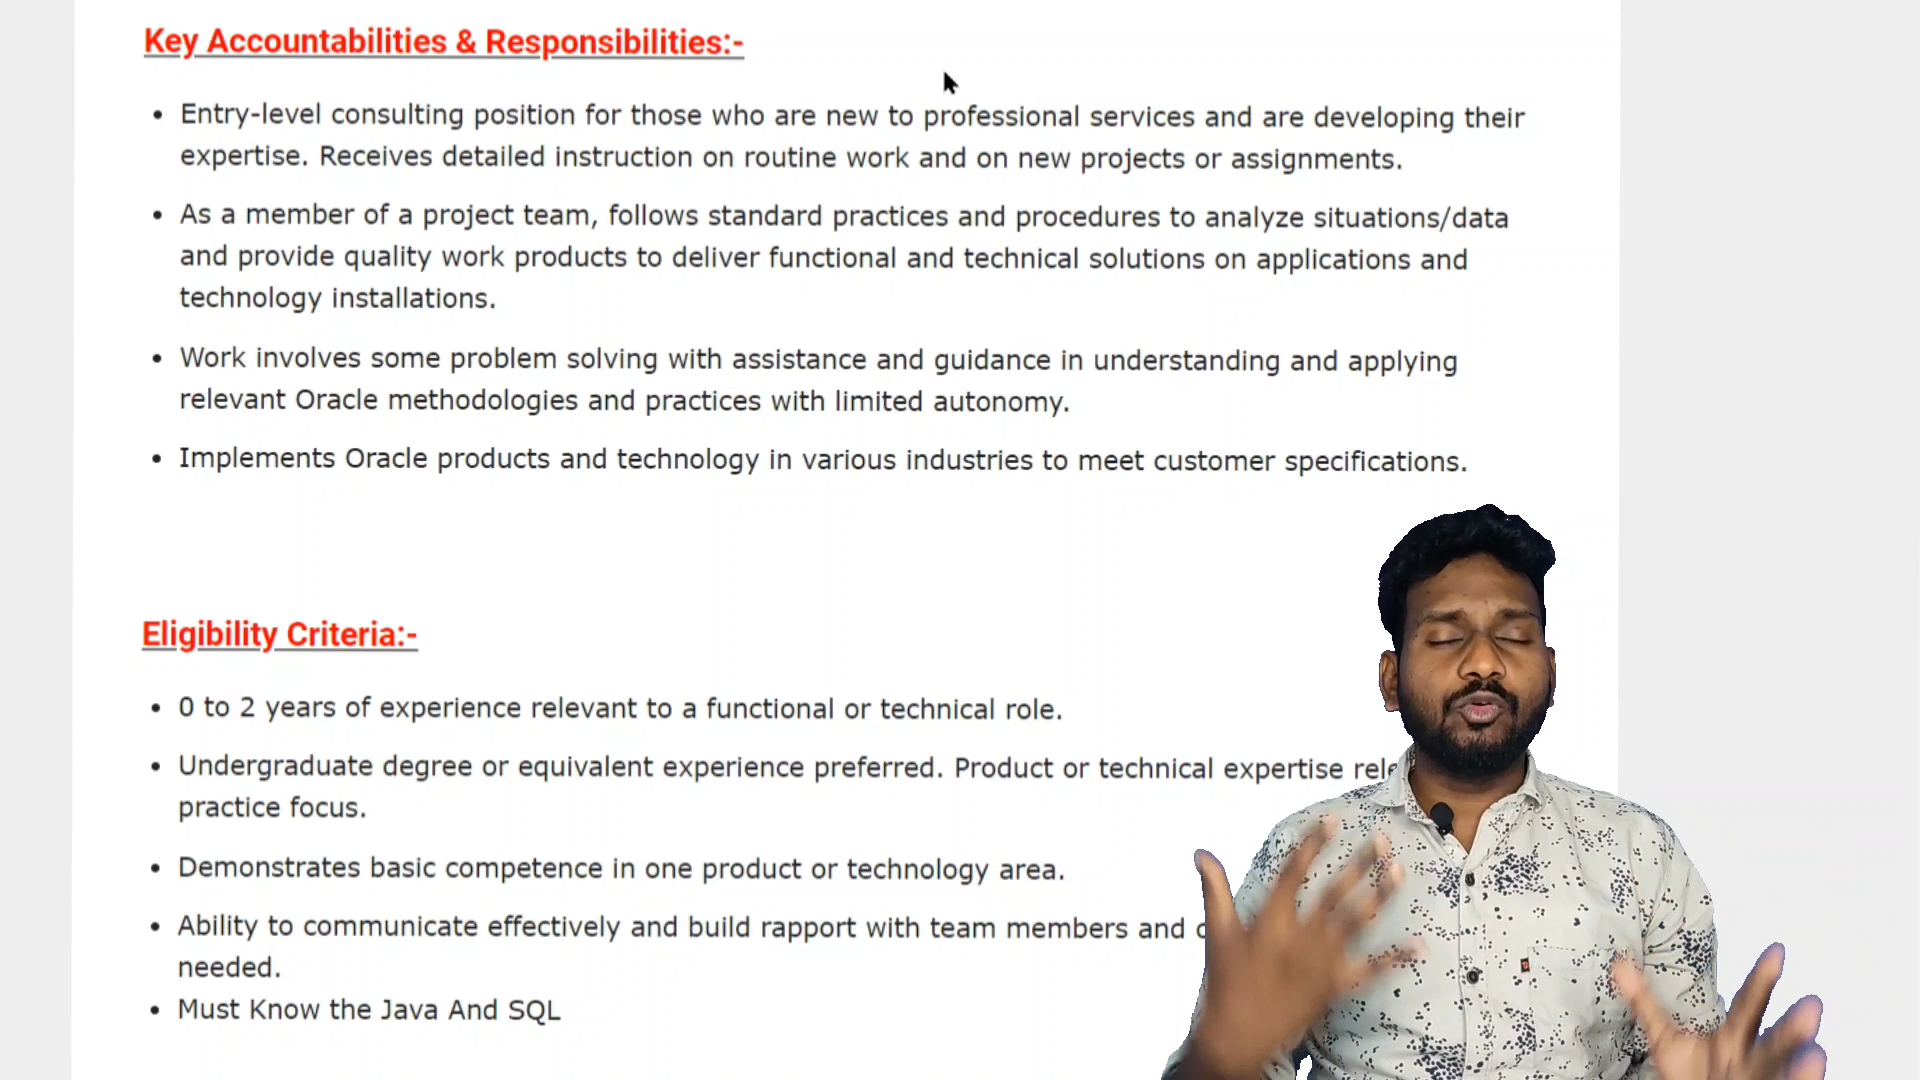 Key Accountabilities & Responsibilities:-
• Entry-level consulting position for those who are new to professional services and are developing their
expertise. Receives detailed instruction on routine work and on new projects or assignments.
• As a member of a project team, follows standard practices and procedures to analyze situations/data
and provide quality work products to deliver functional and technical solutions on applications and
technology installations.
• Work involves some problem solving with assistance and guidance in understanding and applying
relevant Oracle methodologies and practices with limited autonomy.
• Implements Oracle products and technology in various industries to meet customer specifications.
Eligibility Criteria:-
• 0 to 2 years of experience relevant to a functional or technical role.
• Undergraduate degree or equivalent experience preferred. Product or technical expertise
practice focus.
• Demonstrates basic competence in one product or technology area.
• Ability to communicate effectively and build rapport with team members and
needed.
• Must Know the Java And SQL